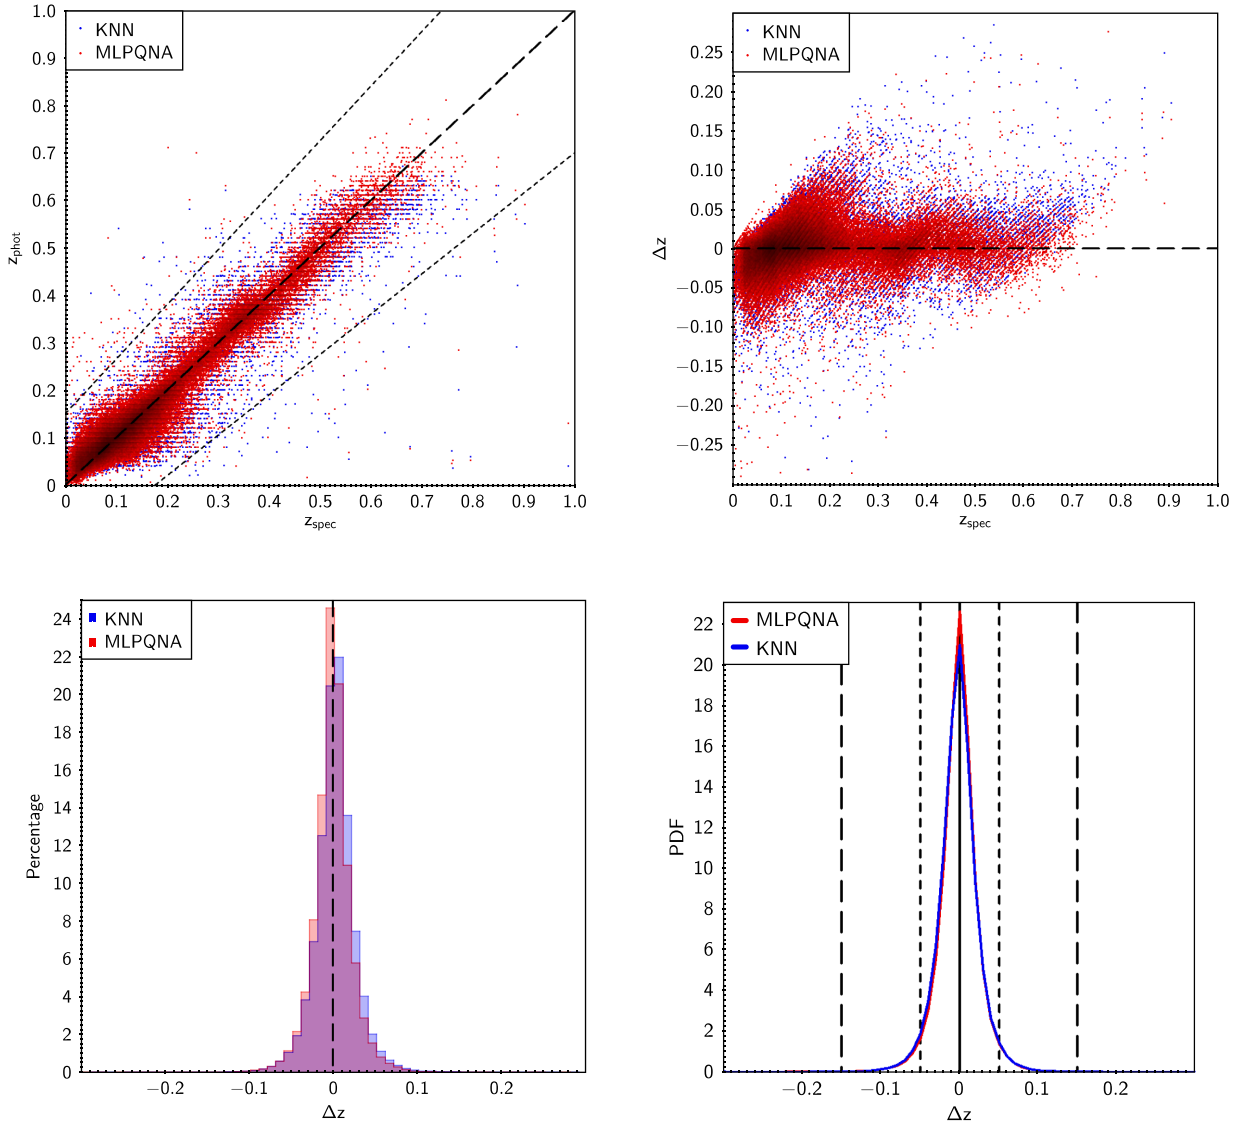 KNN
MLPQNA
1.0
0.9
0.8
0.7
0.6
0.5
0.4
0.3
0.2
0.1
0
z_phot
0 0.1 0.2 0.3 0.4 0.5 0.6 0.7 0.8 0.9 1.0
z_spec
KNN
MLPQNA
0.25
0.20
0.15
0.10
0.05
0
−0.05
−0.10
−0.15
−0.20
−0.25
Δz
0 0.1 0.2 0.3 0.4 0.5 0.6 0.7 0.8 0.9 1.0
z_spec
KNN
MLPQNA
24
22
20
18
16
14
12
10
8
6
4
2
0
Percentage
−0.2 −0.1 0 0.1 0.2
Δz
MLPQNA
KNN
22
20
18
16
14
12
10
8
6
4
2
0
PDF
−0.2 −0.1 0 0.1 0.2
Δz